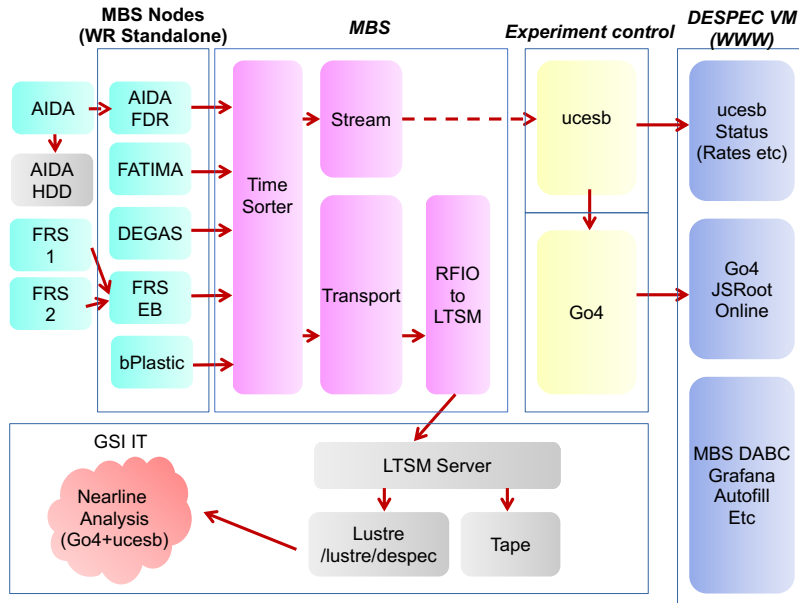 MBS Nodes
(WR Standalone)
MBS
Experiment control
DESPEC VM
(WWW)
AIDA
AIDA
HDD
FRS
1
FRS
2
AIDA
FDR
FATIMA
DEGAS
FRS
EB
bPlastic
Time
Sorter
Stream
Transport
RFIO
to
LTSM
ucesb
Go4
ucesb
Status
(Rates etc)
Go4
JSRoot
Online
MBS DABC
Grafana
Autofill
Etc
GSI IT
Nearline
Analysis
(Go4+ucesb)
LTSM Server
Lustre
/lustre/despec
Tape